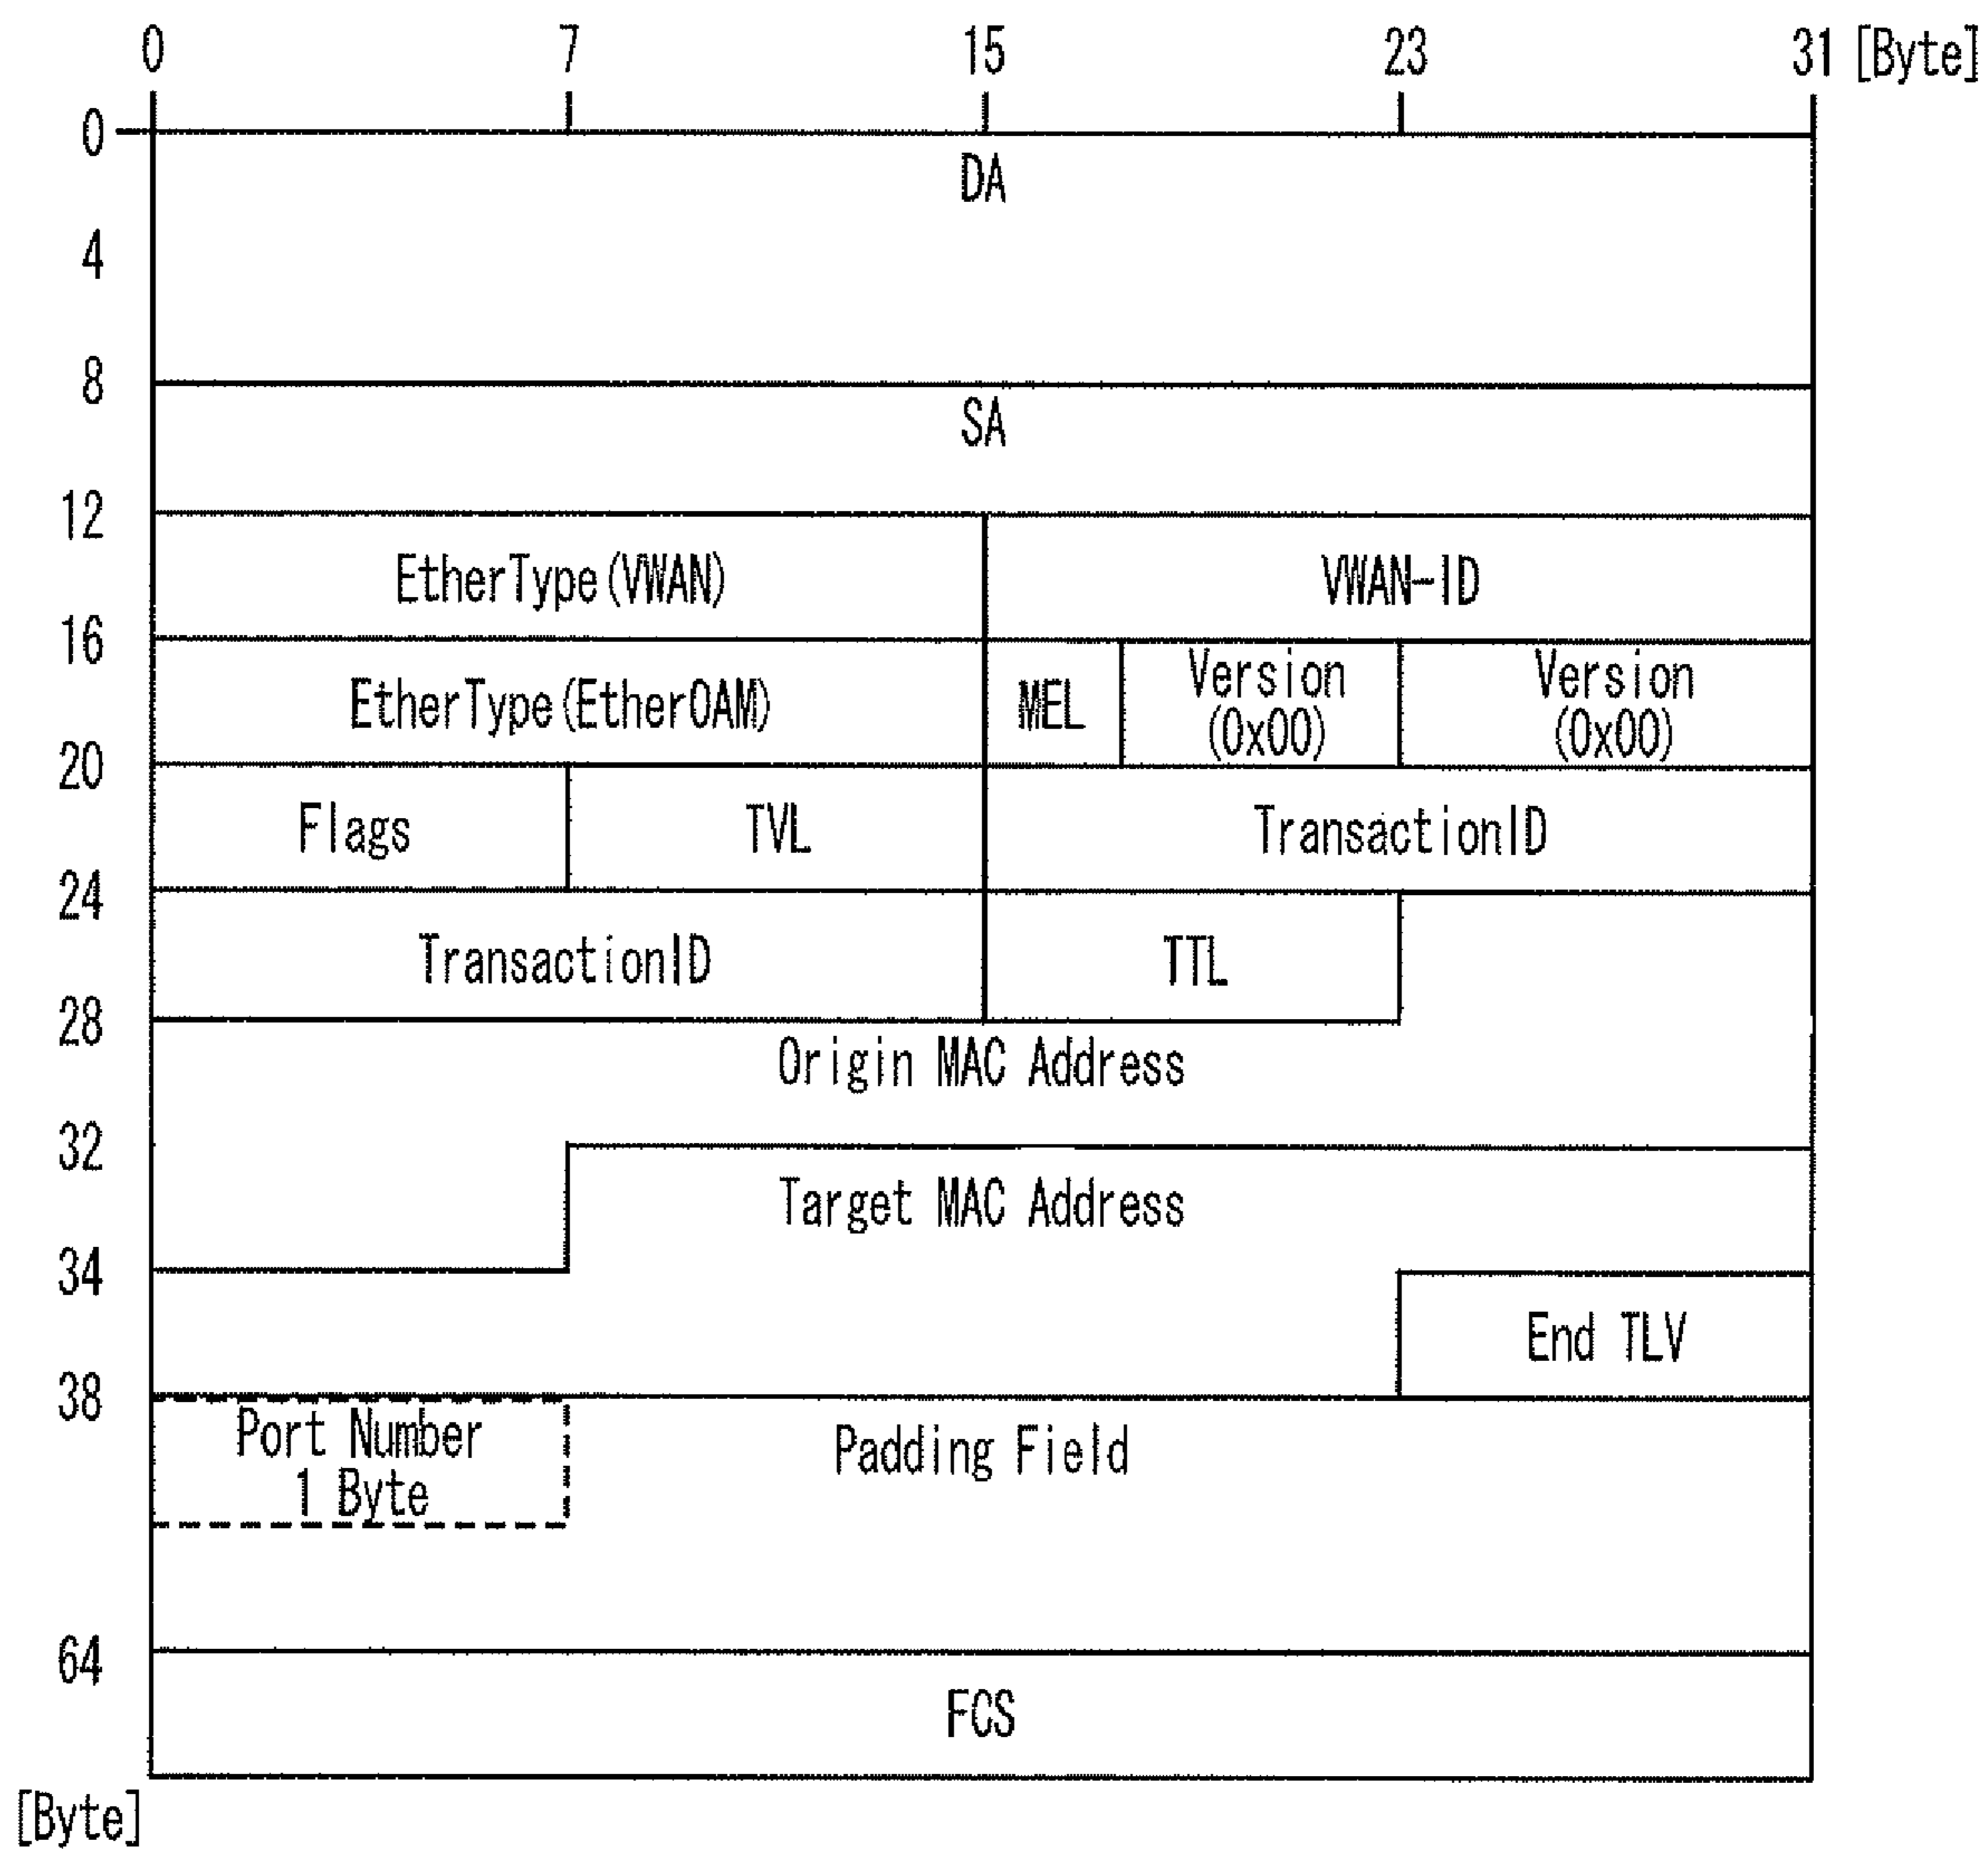 0 7 15 23 31 [Byte]
0
DA
4
8
SA
12
EtherType(VWAN) VWAN-ID
16
EtherType(EtherOAM) MEL Version (0x00) Version (0x00)
20
Flags TVL TransactionID
24
TransactionID TTL
28
Origin MAC Address
32
Target MAC Address
34
End TLV
38
Port Number
1 Byte
Padding Field
64
FCS
[Byte]